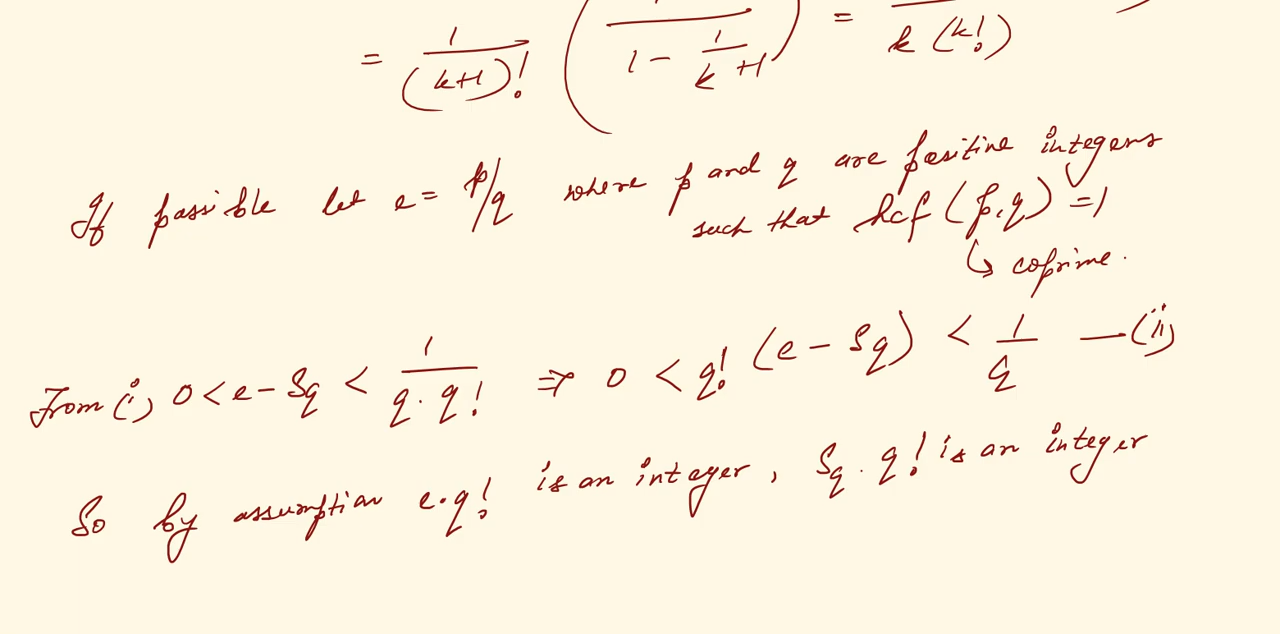 = 1/(k+1)! (1/(1 - 1/(k+1))) = 1/(k(k!))
If possible let e = p/q where p and q are positive integers
such that hcf (p,q) = 1
↳ coprime.
From (i), 0 < e - Sq < 1/(q.q!) ⇒ 0 < q! (e - Sq) < 1/q —(ii)
So by assumption e.q! is an integer, Sq.q! is an integer